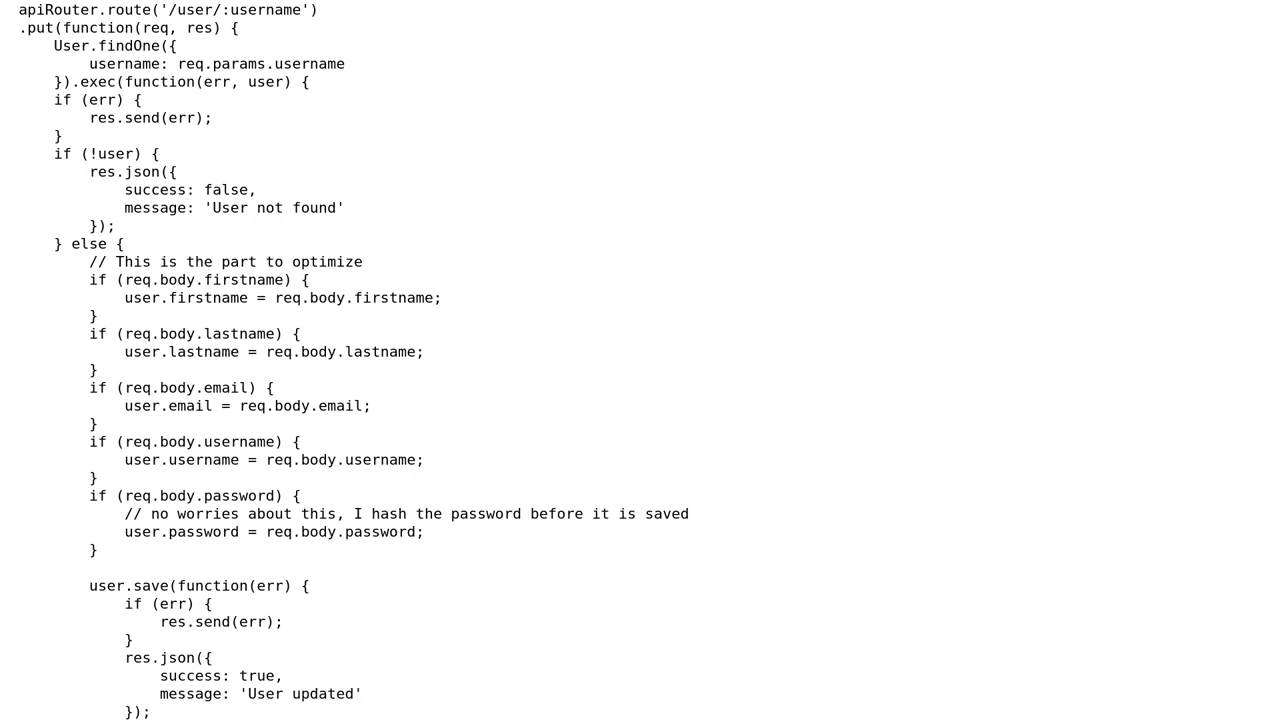 apiRouter.route('/user/:username')
.put(function(req, res) {
    User.findOne({
        username: req.params.username
    }).exec(function(err, user) {
    if (err) {
        res.send(err);
    }
    if (!user) {
        res.json({
            success: false,
            message: 'User not found'
        });
    } else {
        // This is the part to optimize
        if (req.body.firstname) {
            user.firstname = req.body.firstname;
        }
        if (req.body.lastname) {
            user.lastname = req.body.lastname;
        }
        if (req.body.email) {
            user.email = req.body.email;
        }
        if (req.body.username) {
            user.username = req.body.username;
        }
        if (req.body.password) {
            // no worries about this, I hash the password before it is saved
            user.password = req.body.password;
        }

        user.save(function(err) {
            if (err) {
                res.send(err);
            }
            res.json({
                success: true,
                message: 'User updated'
            });